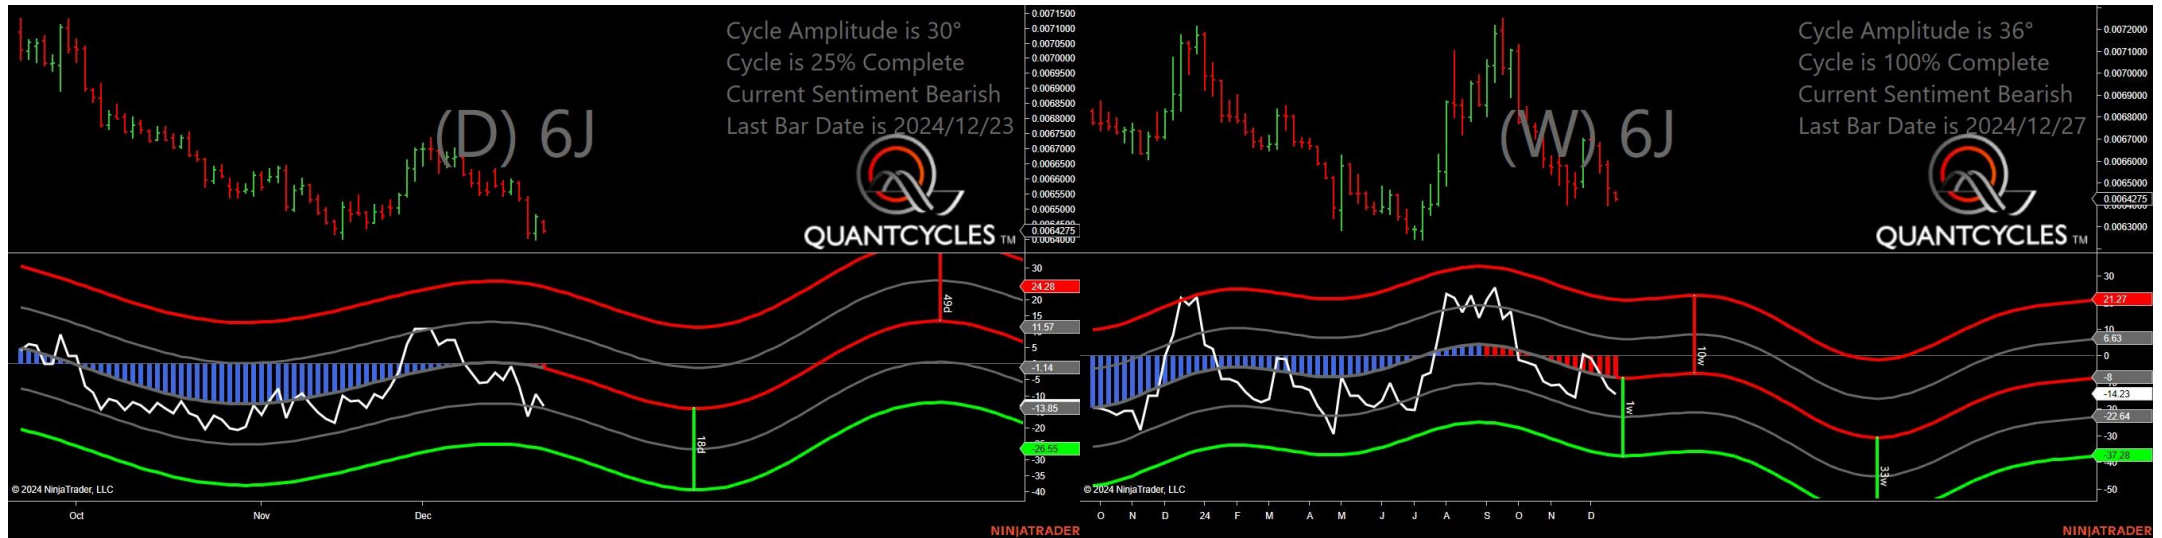 Cycle Amplitude is 30°
Cycle is 25% Complete
Current Sentiment Bearish
Last Bar Date is 2024/12/23
(D) 6J
QUANTCYCLES TM
0.0071500
0.0071000
0.0070500
0.0070000
0.0069500
0.0069000
0.0068500
0.0068000
0.0067500
0.0067000
0.0066500
0.0066000
0.0065500
0.0065000
0.0064275
0.0064000
30
24.28
20
15
11.57
5
-1.14
-5
-10
-13.85
-20
-26.55
-30
-35
-40
49d
18d
© 2024 NinjaTrader, LLC
Oct Nov Dec
NINJATRADER
Cycle Amplitude is 36°
Cycle is 100% Complete
Current Sentiment Bearish
Last Bar Date is 2024/12/27
(W) 6J
QUANTCYCLES TM
0.0072000
0.0071000
0.0070000
0.0069000
0.0068000
0.0067000
0.0066000
0.0065000
0.0064275
0.0063000
30
21.27
10
6.63
0
-8
-14.23
-22.64
-30
-37.28
-40
-50
10w
1w
33w
© 2024 NinjaTrader, LLC
O N D 24 F M A M J J A S O N D
NINJATRADER